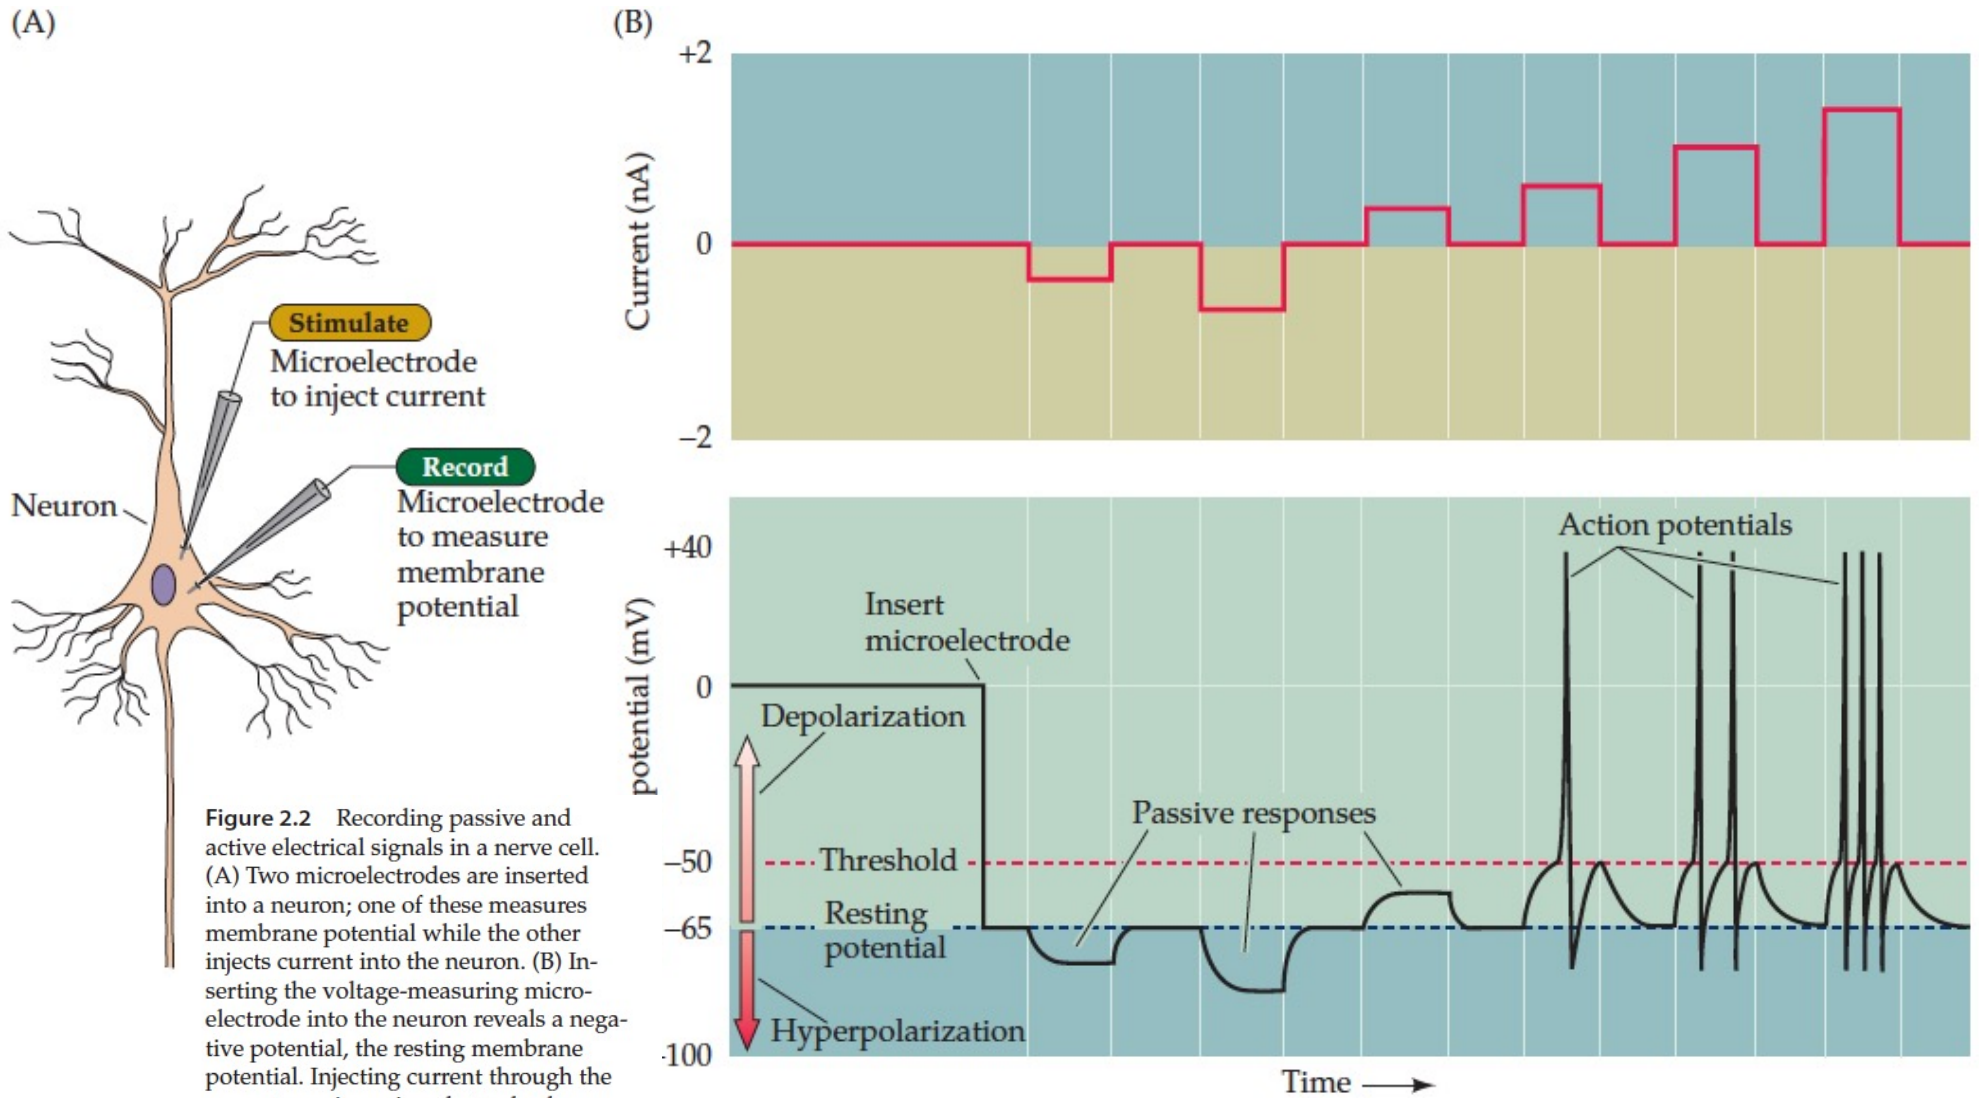 (A)
Stimulate
Microelectrode
to inject current
Record
Microelectrode
to measure
membrane
potential
Neuron
Figure 2.2 Recording passive and
active electrical signals in a nerve cell.
(A) Two microelectrodes are inserted
into a neuron; one of these measures
membrane potential while the other
injects current into the neuron. (B) In-
serting the voltage-measuring micro-
electrode into the neuron reveals a nega-
tive potential, the resting membrane
potential. Injecting current through the
(B)
+2
0
–2
Current (nA)
+40
0
–50
–65
-100
potential (mV)
Action potentials
Insert
microelectrode
Depolarization
Passive responses
Threshold
Resting
potential
Hyperpolarization
Time